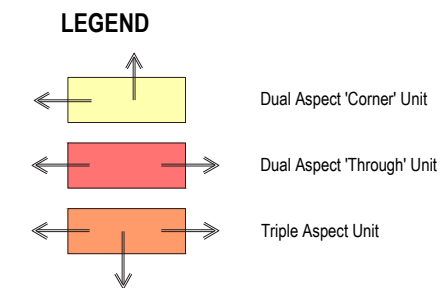 LEGEND
Dual Aspect 'Corner' Unit
Dual Aspect 'Through' Unit
Triple Aspect Unit